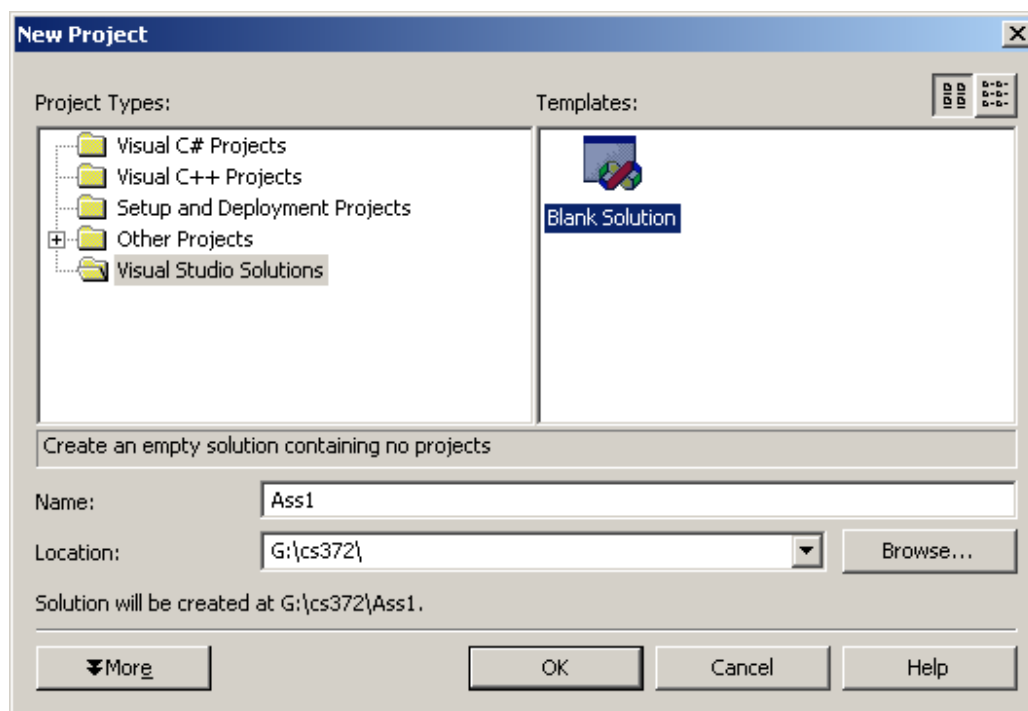 New Project
Project Types:
Templates:
Visual C# Projects
Visual C++ Projects
Setup and Deployment Projects
Other Projects
Visual Studio Solutions
Blank Solution
Create an empty solution containing no projects
Name:
Ass1
Location:
G:\cs372\
Browse...
Solution will be created at G:\cs372\Ass1.
More
OK
Cancel
Help